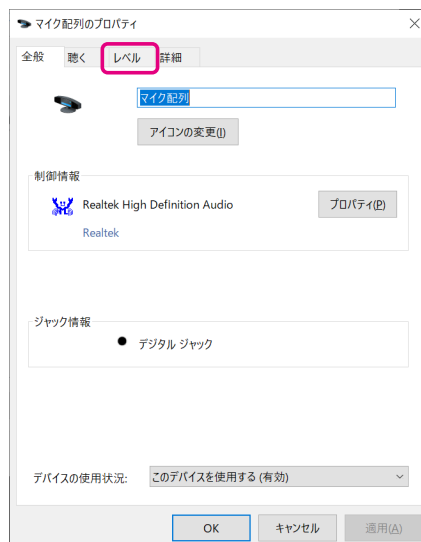 マイク配列のプロパティ
全般 聴く レベル 詳細
マイク配列
アイコンの変更(I)
制御情報
Realtek High Definition Audio プロパティ(P)
Realtek
ジャック情報
デジタル ジャック
デバイスの使用状況: このデバイスを使用する (有効)
OK キャンセル 適用(A)